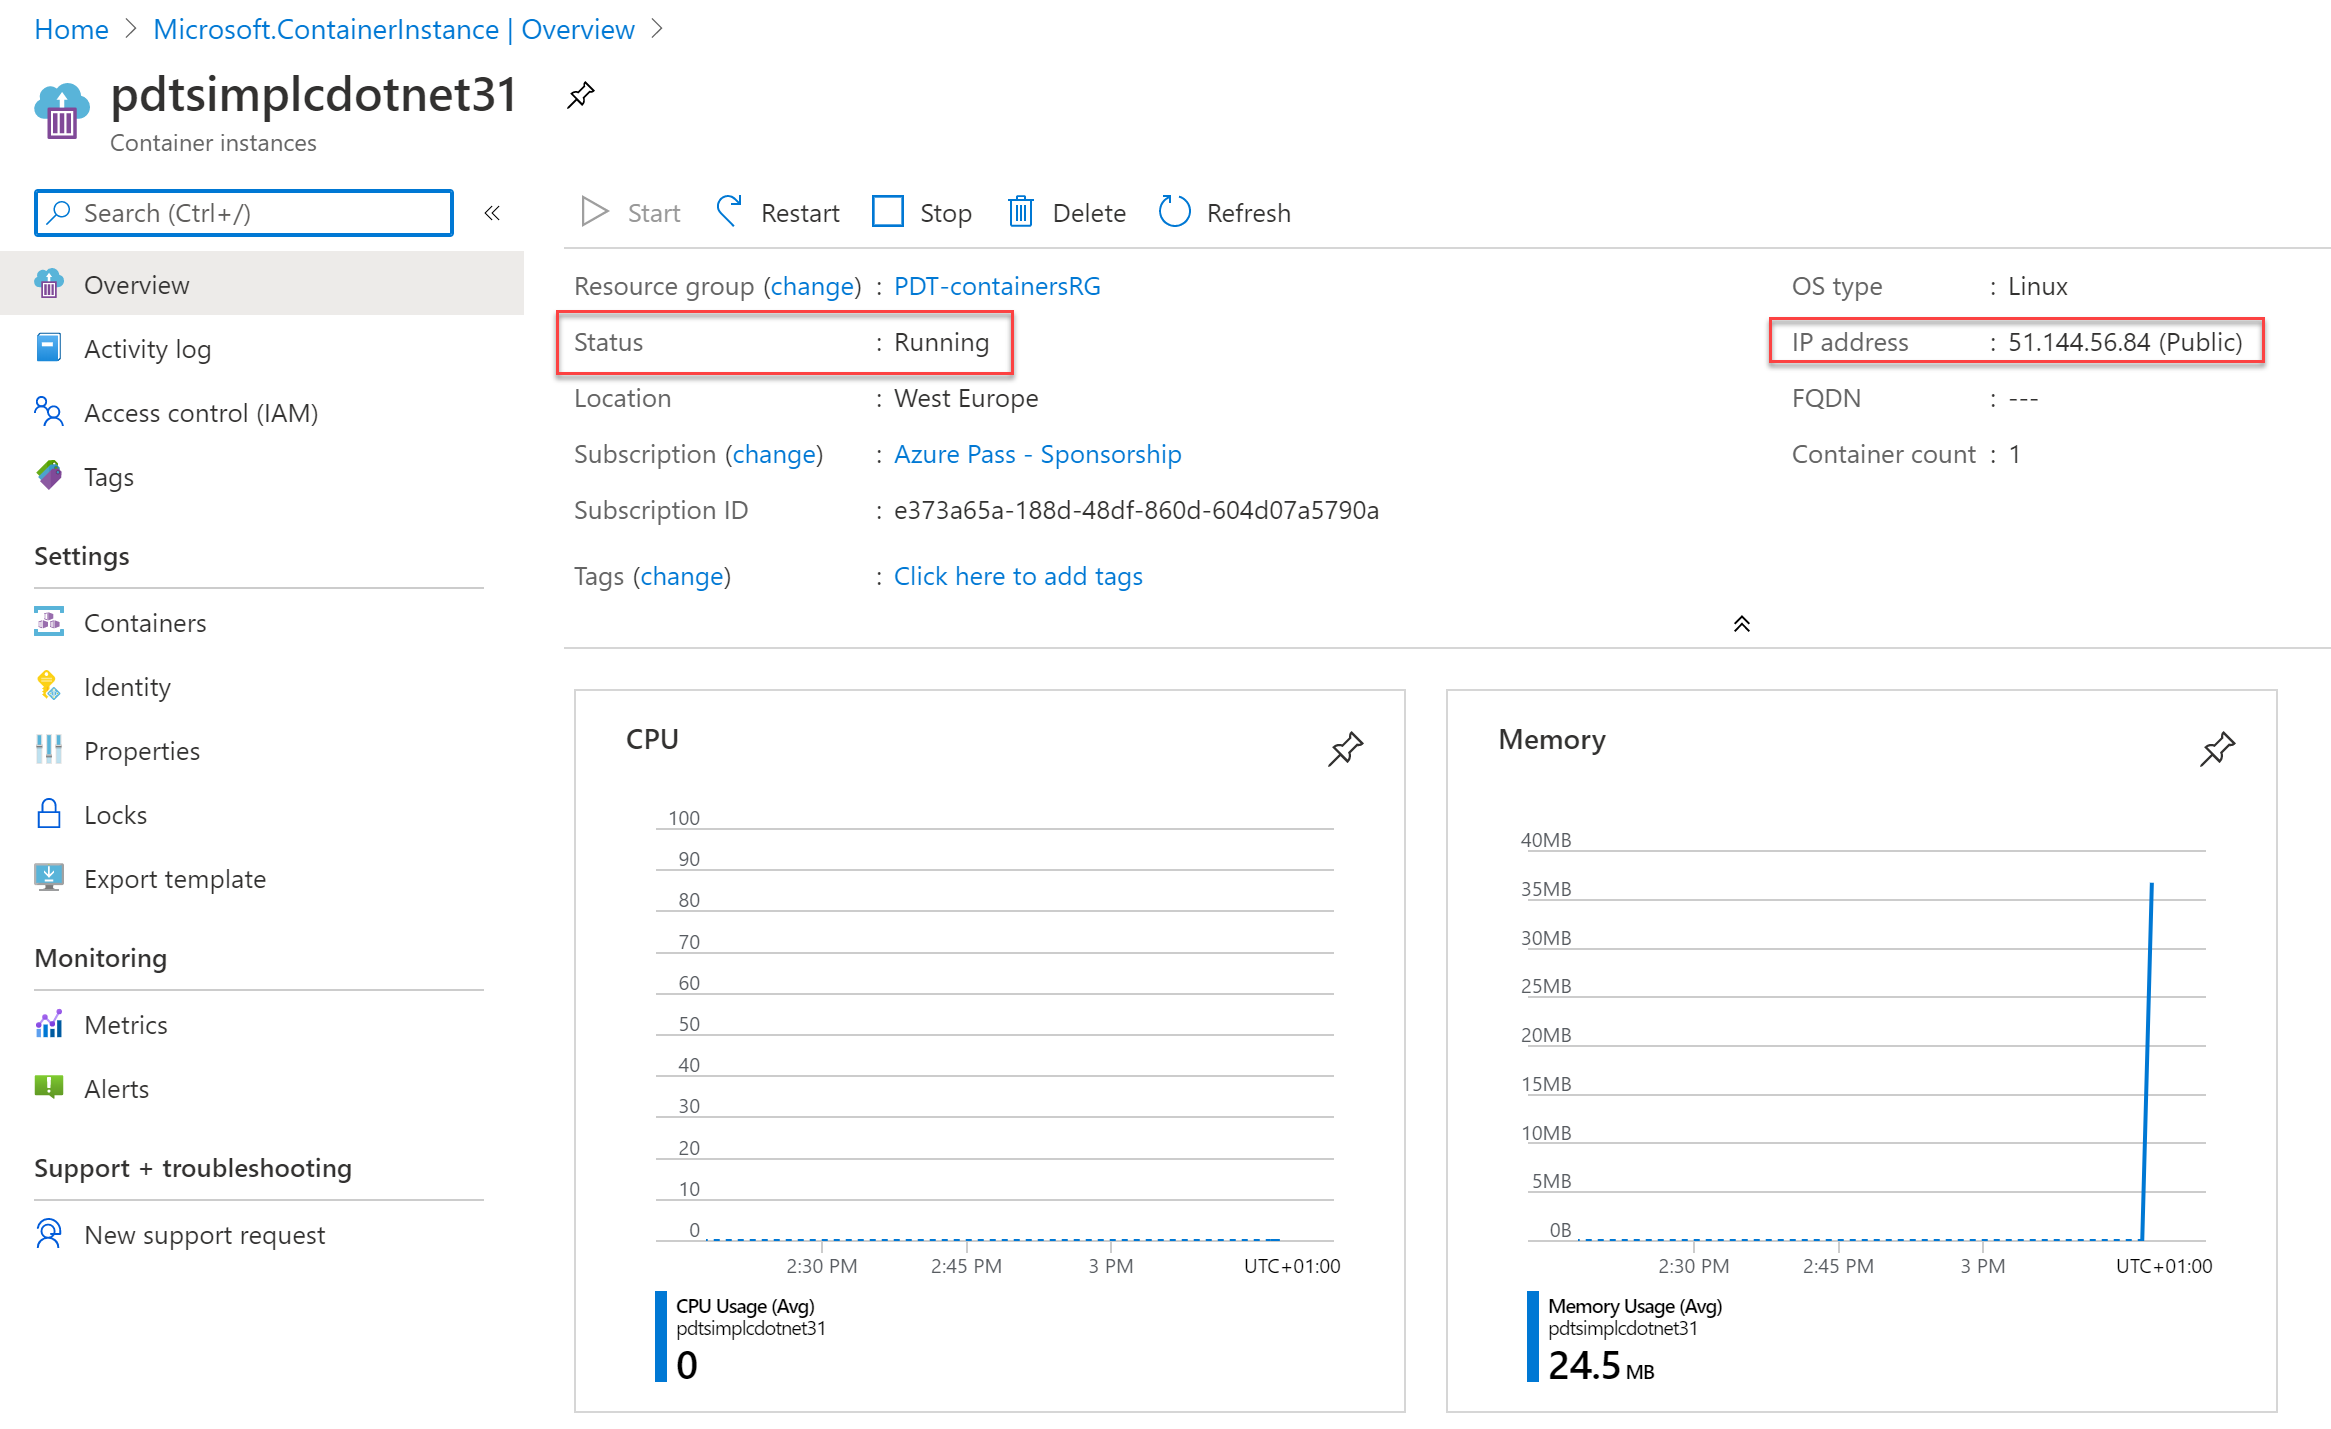 Home > Microsoft.ContainerInstance | Overview >
pdtsimplcdotnet31
Container instances
Search (Ctrl+/)
«
Start Restart Stop Delete Refresh
Overview
Activity log
Access control (IAM)
Tags
Settings
Containers
Identity
Properties
Locks
Export template
Monitoring
Metrics
Alerts
Support + troubleshooting
New support request
Resource group (change) : PDT-containersRG
Status : Running
Location : West Europe
Subscription (change) : Azure Pass - Sponsorship
Subscription ID : e373a65a-188d-48df-860d-604d07a5790a
Tags (change) : Click here to add tags
OS type : Linux
IP address : 51.144.56.84 (Public)
FQDN : ---
Container count : 1
CPU
100
90
80
70
60
50
40
30
20
10
0
2:30 PM 2:45 PM 3 PM UTC+01:00
CPU Usage (Avg)
pdtsimplcdotnet31
0
Memory
40MB
35MB
30MB
25MB
20MB
15MB
10MB
5MB
0B
2:30 PM 2:45 PM 3 PM UTC+01:00
Memory Usage (Avg)
pdtsimplcdotnet31
24.5 MB